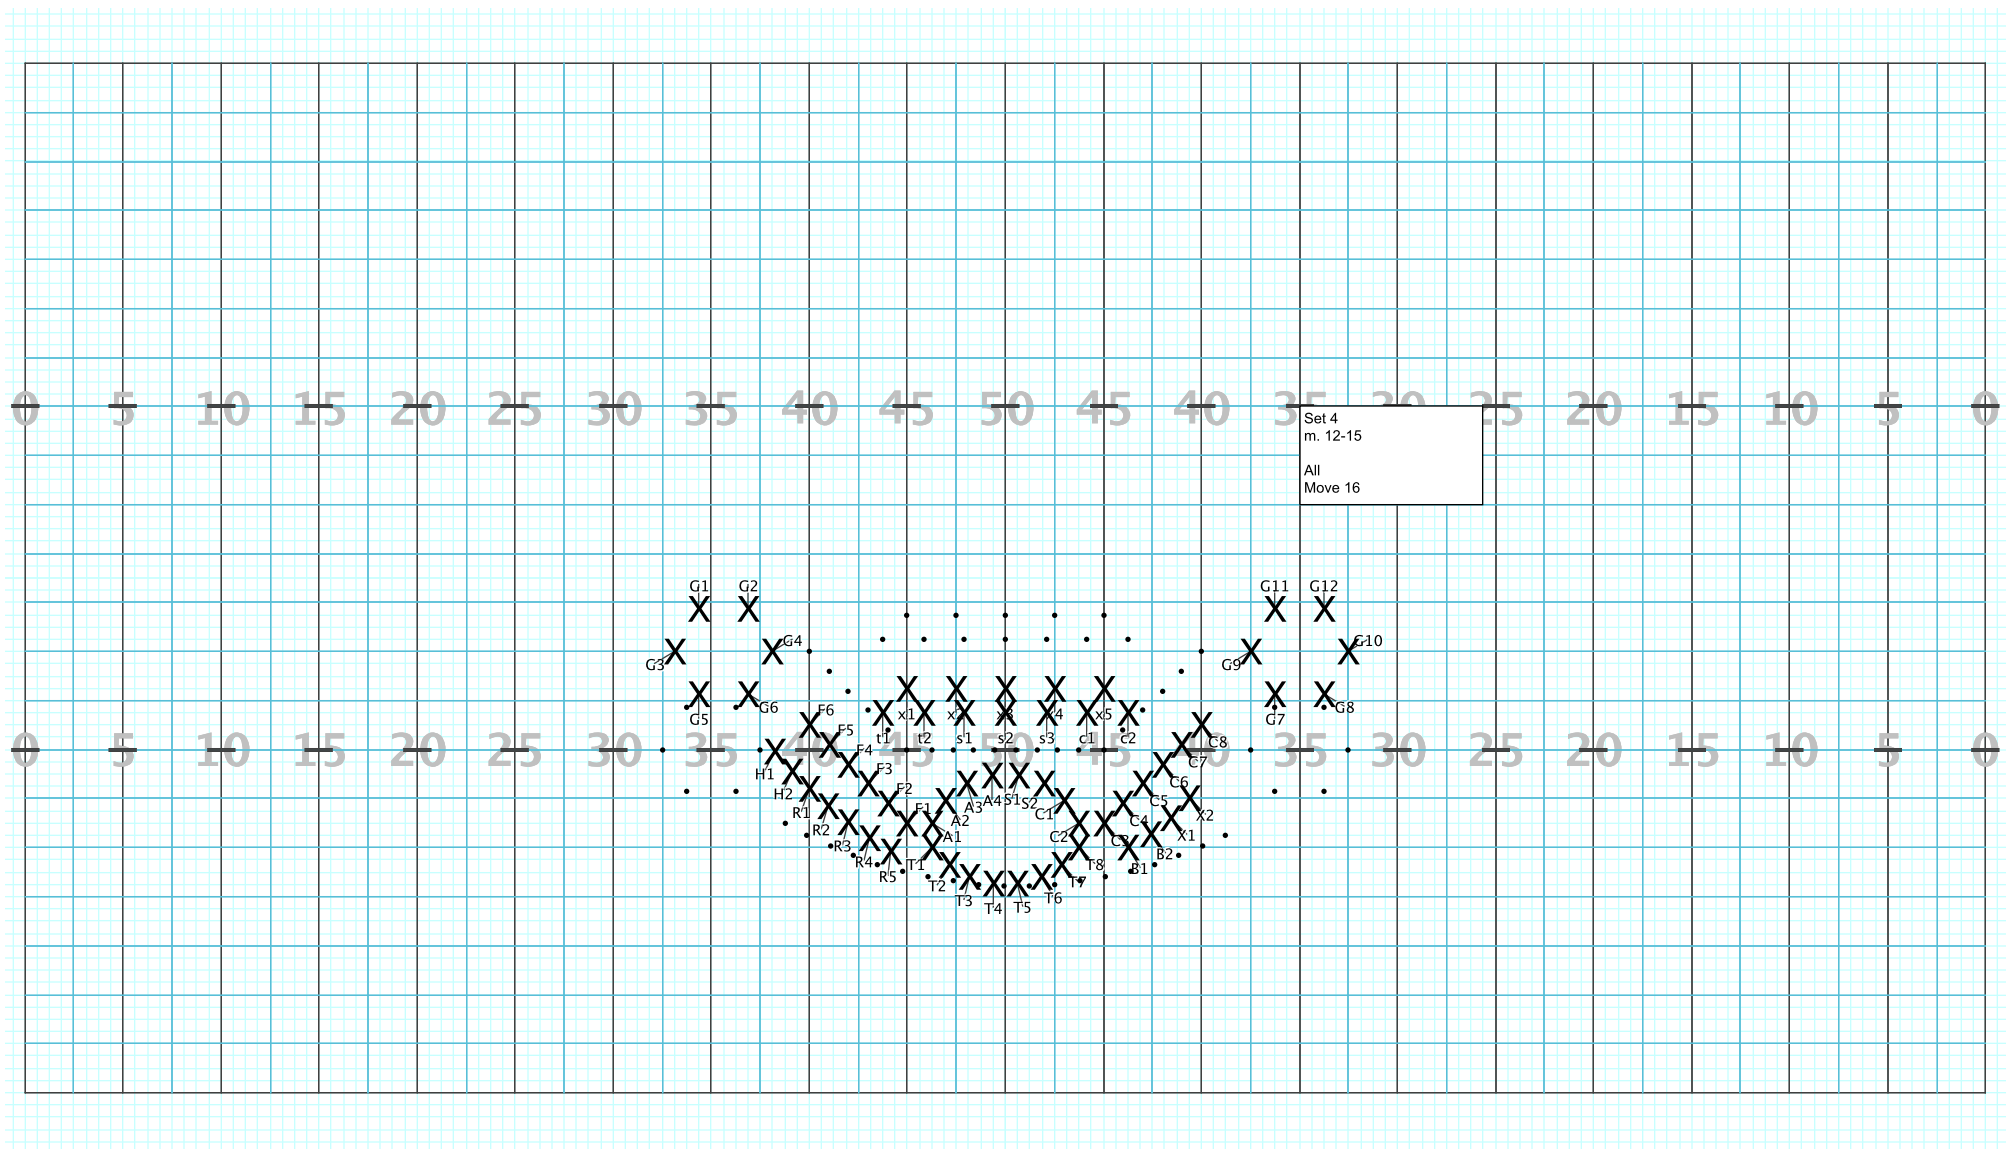 0 5 10 15 20 25 30 35 40 45 50 45 40 35 30 25 20 15 10 5 0
Set 4
m. 12-15
All
Move 16
G1 G2 G11 G12
G3 G4 G9 G10
G5 G6 G7 G8
x1 x2 x3 x4 x5
t1 t2 s1 s2 s3 c1 c2
0 5 10 15 20 25 30 35 40 45 50 45 40 35 30 25 20 15 10 5 0
F6 F5 F4 F3 F2 F1
C8 C7 C6 C5 C4 C3
H1 H2 R1 R2 R3 R4 R5
A1 A2 A3 A4 S1 S2 C1 C2
X2 X1 B2 B1
T1 T2 T3 T4 T5 T6 T7 T8